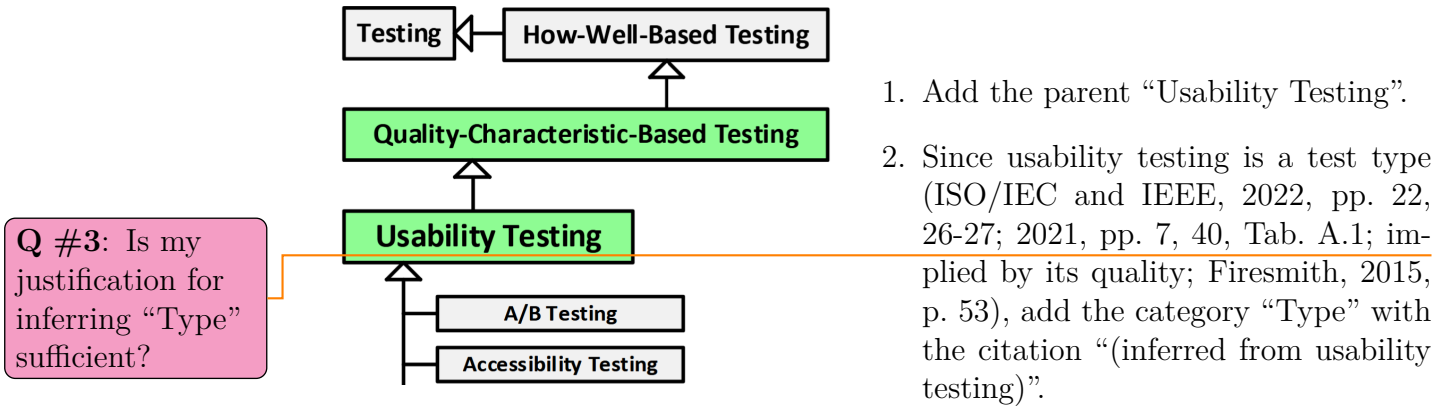 Testing
How-Well-Based Testing
Quality-Characteristic-Based Testing
Usability Testing
A/B Testing
Accessibility Testing
Q #3: Is my
justification for
inferring “Type”
sufficient?
1. Add the parent “Usability Testing”.
2. Since usability testing is a test type
(ISO/IEC and IEEE, 2022, pp. 22,
26-27; 2021, pp. 7, 40, Tab. A.1; im-
plied by its quality; Firesmith, 2015,
p. 53), add the category “Type” with
the citation “(inferred from usability
testing)”.